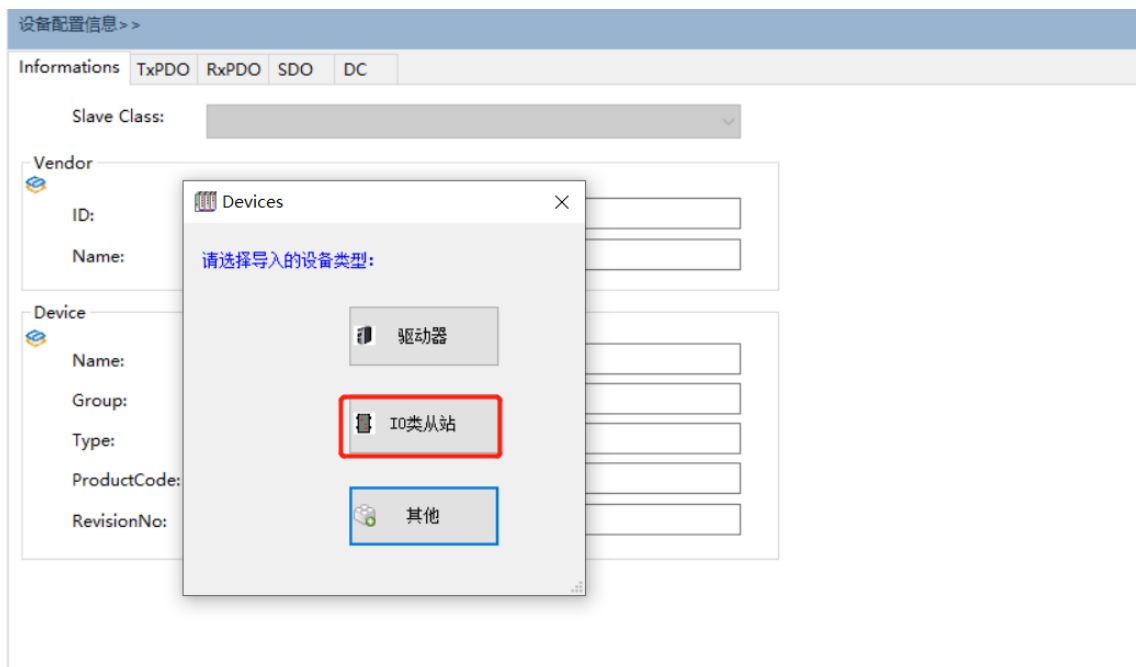 设备配置信息>>
Informations TxPDO RxPDO SDO DC
Slave Class:
Vendor
ID:
Name:
Device
Name:
Group:
Type:
ProductCode:
RevisionNo:
Devices
请选择导入的设备类型:
驱动器
IO类从站
其他